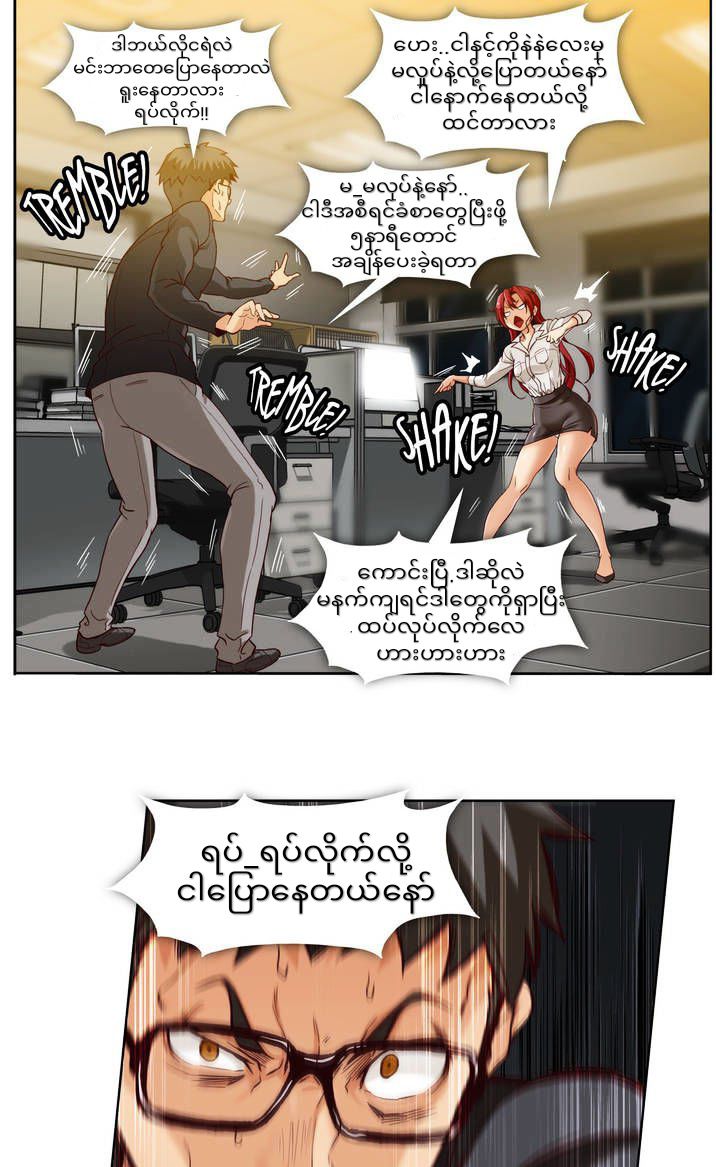 ဒါဘယ်လိုငရဲလဲ
မင်းဘာတေပြောနေတာလဲ
ရူးနေတာလား
ရပ်လိုက်!!
ဟေး..ငါနင့်ကိုနဲနဲလေးမှ
မလှုပ်နဲ့လို့ပြောတယ်နော်
ငါနောက်နေတယ်လို့
ထင်တာလား
TREMBLE!
မ_မလုပ်နဲ့နော်..
ငါဒီအစီရင်ခံစာတွေပြီးဖို့
၅နာရီတောင်
အချိန်ပေးခဲ့ရတာ
SHAKE!
TREMBLE!
SHAKE!
ကောင်းပြီ.ဒါဆိုလဲ
မနက်ကျရင်ဒါတွေကိုရှာပြီး
ထပ်လုပ်လိုက်လေ
ဟားဟားဟား
ရပ်_ရပ်လိုက်လို့
ငါပြောနေတယ်နော်